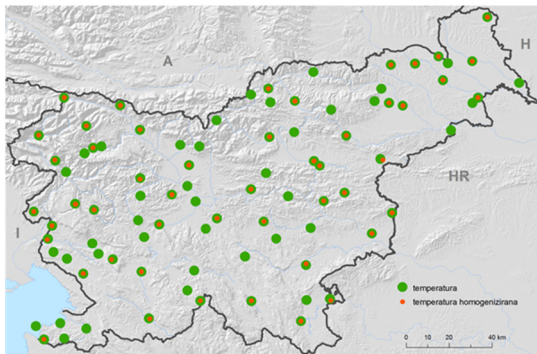 A
H
HR
I
temperatura
temperatura homogenizirana
0 10 20 40 km